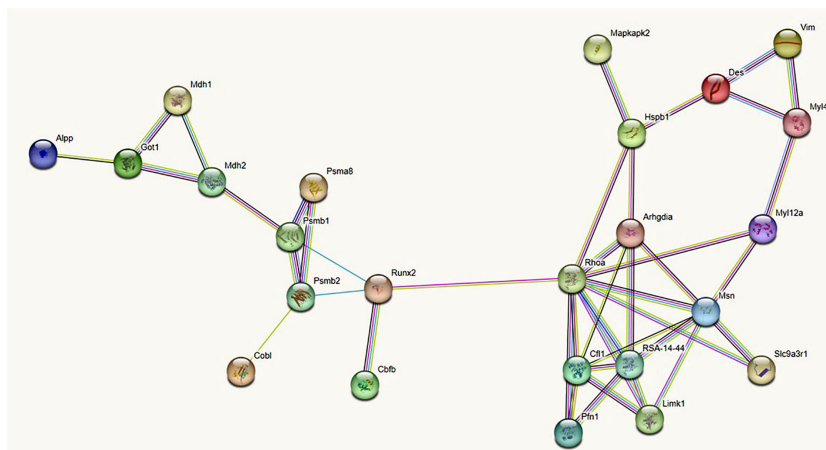 Vim
Mapkapk2
Des
Mdh1
Myl4
Hspb1
Alpp
Got1
Mdh2
Psma8
Arhgdia
Myl12a
Psmb1
Rhoa
Runx2
Psmb2
Msn
Cfl1
RSA-14-44
Slc9a3r1
Cobl
Cbfb
Limk1
Pfn1